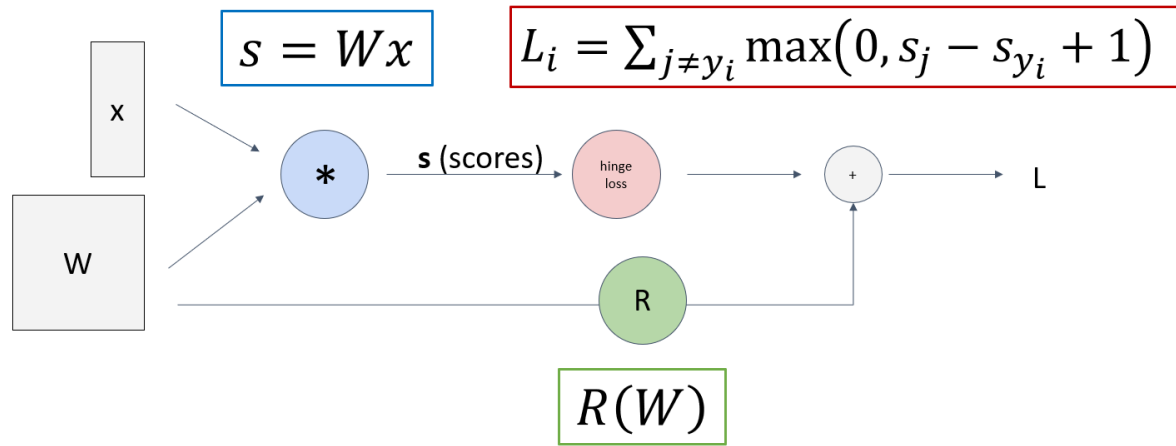 s = Wx
L_i = ∑_{j≠y_i} max(0, s_j − s_{y_i} + 1)
x
*
s (scores)
hinge
loss
+
L
W
R
R(W)